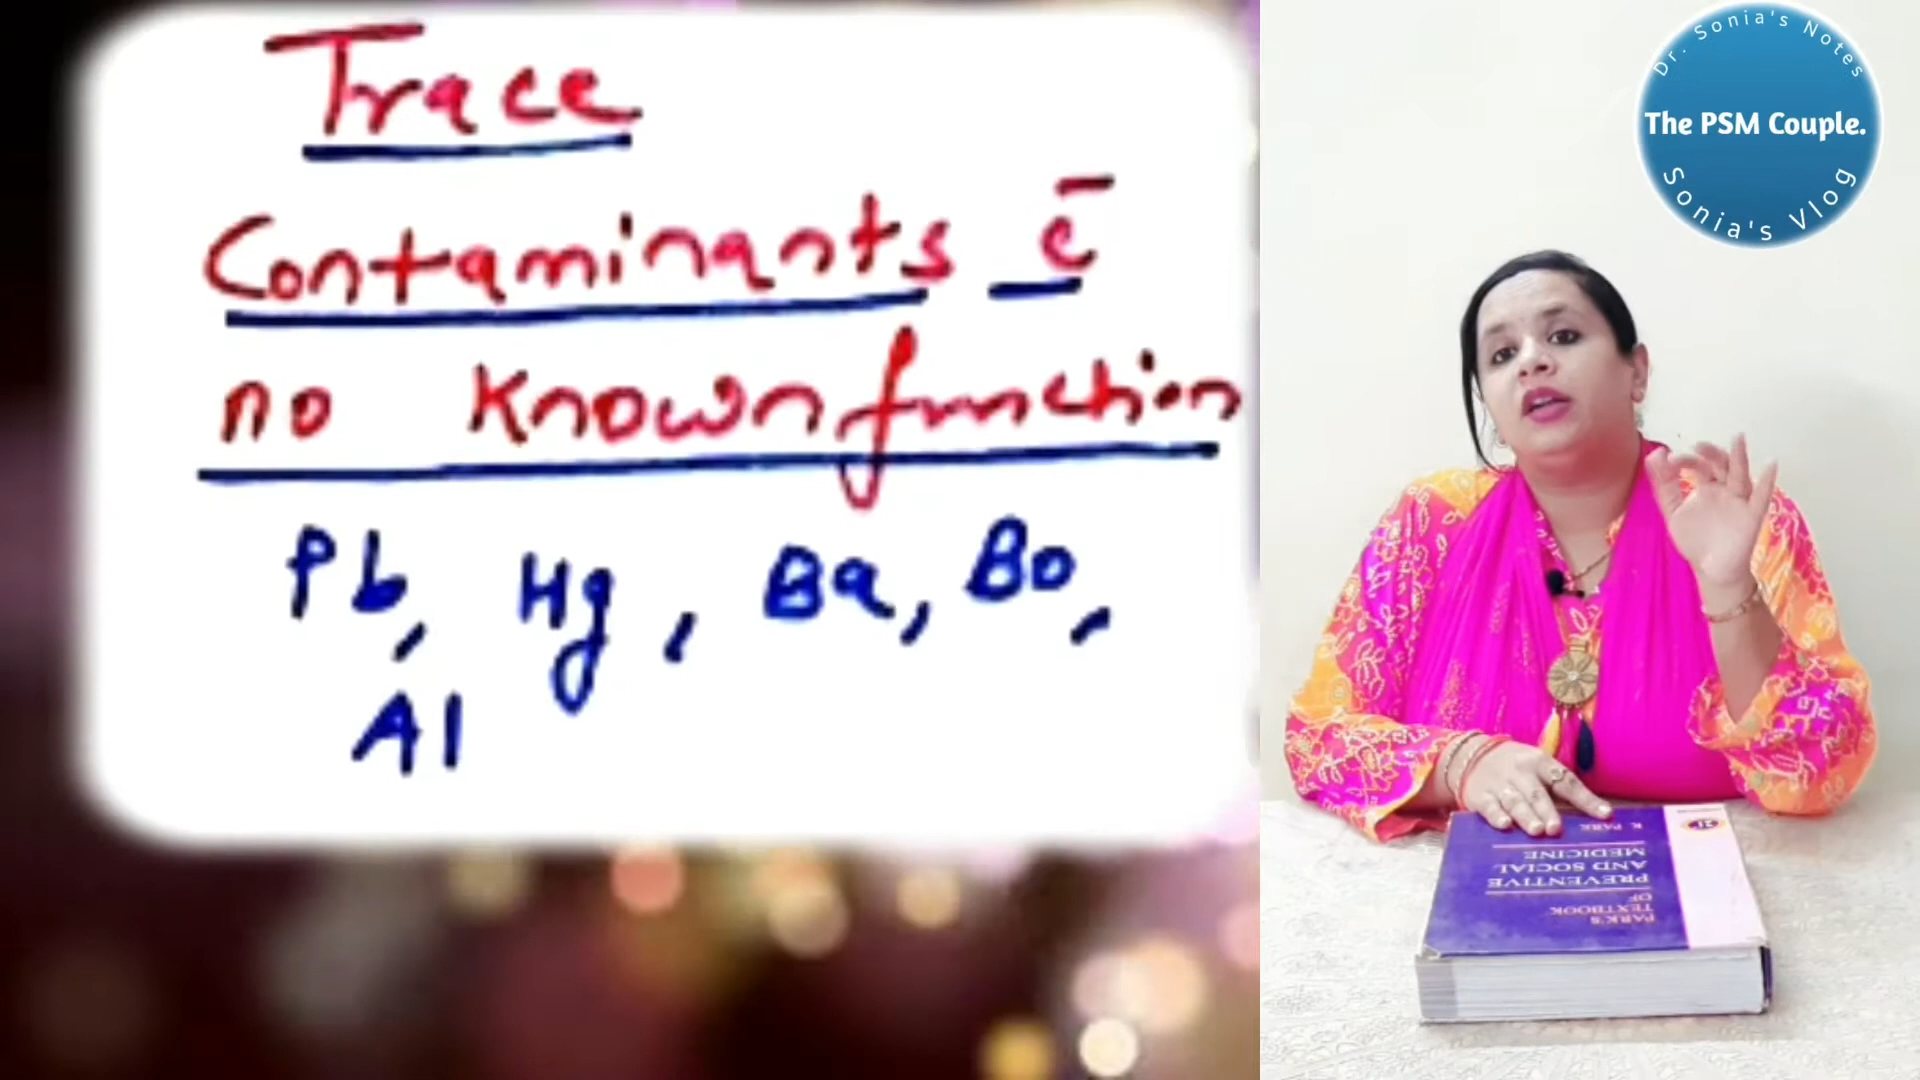 Trace
Contaminants c̄
no Known function
Pb, Hg, Ba, Bo,
Al
Dr. Sonia's Notes
The PSM Couple.
Sonia's Vlog
PARK'S
TEXTBOOK
OF
PREVENTIVE
AND SOCIAL
MEDICINE
K. PARK